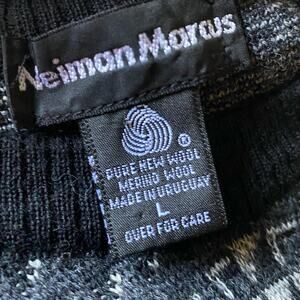 Neiman Marcus
®
PURE NEW WOOL
MERINO WOOL
MADE IN URUGUAY
L
OVER FOR CARE